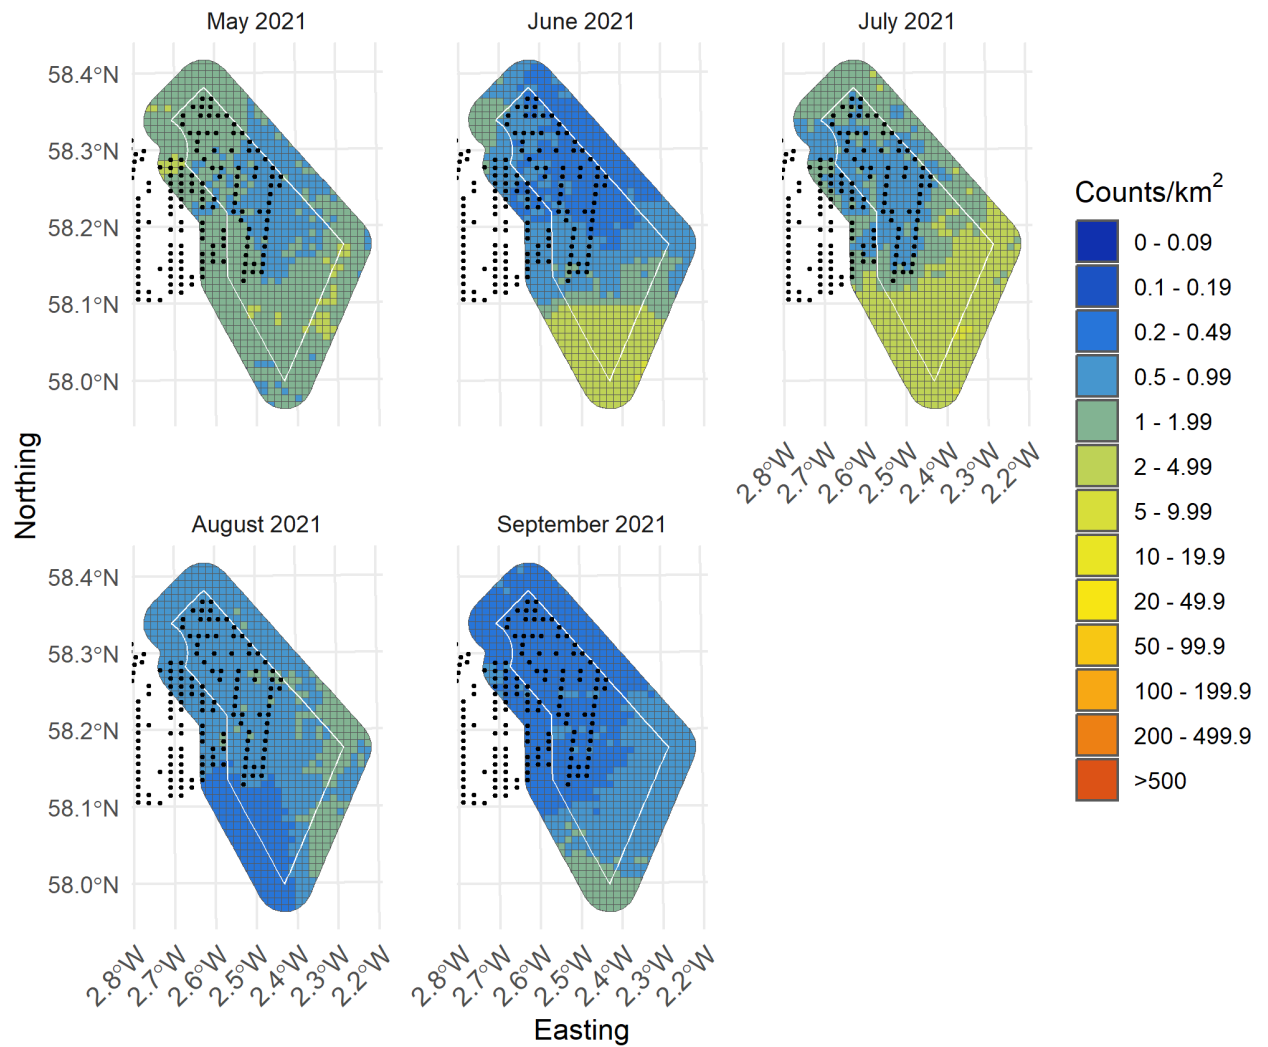 May 2021
June 2021
July 2021
58.4°N
58.3°N
58.2°N
58.1°N
58.0°N
2.8°W
2.7°W
2.6°W
2.5°W
2.4°W
2.3°W
2.2°W
Northing
August 2021
September 2021
58.4°N
58.3°N
58.2°N
58.1°N
58.0°N
2.8°W
2.7°W
2.6°W
2.5°W
2.4°W
2.3°W
2.2°W
2.8°W
2.7°W
2.6°W
2.5°W
2.4°W
2.3°W
2.2°W
Easting
Counts/km²
0 - 0.09
0.1 - 0.19
0.2 - 0.49
0.5 - 0.99
1 - 1.99
2 - 4.99
5 - 9.99
10 - 19.9
20 - 49.9
50 - 99.9
100 - 199.9
200 - 499.9
>500